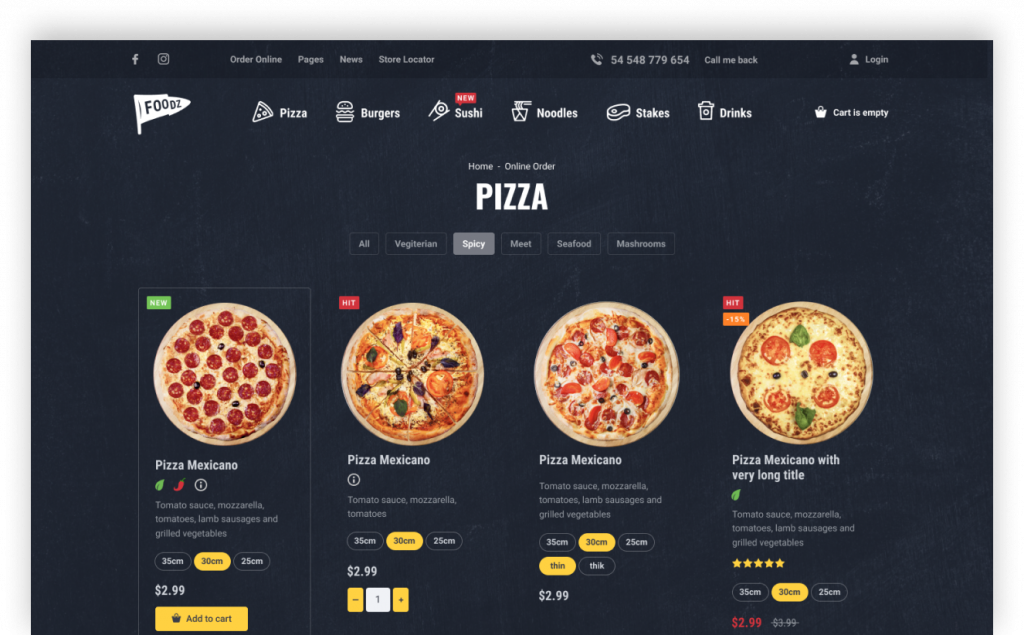 Order Online Pages News Store Locator 54 548 779 654 Call me back Login
FOODZ Pizza Burgers NEW Sushi Noodles Stakes Drinks Cart is empty
Home - Online Order
PIZZA
All Vegiterian Spicy Meet Seafood Mashrooms
NEW
Pizza Mexicano
Tomato sauce, mozzarella,
tomatoes, lamb sausages and
grilled vegetables
35cm 30cm 25cm
$2.99
Add to cart
HIT
Pizza Mexicano
Tomato sauce, mozzarella,
tomatoes
35cm 30cm 25cm
$2.99
− 1 +
Pizza Mexicano
Tomato sauce, mozzarella,
tomatoes, lamb sausages and
grilled vegetables
35cm 30cm 25cm
thin thik
$2.99
HIT
-15%
Pizza Mexicano with
very long title
Tomato sauce, mozzarella,
tomatoes, lamb sausages and
grilled vegetables
35cm 30cm 25cm
$2.99 $3.99